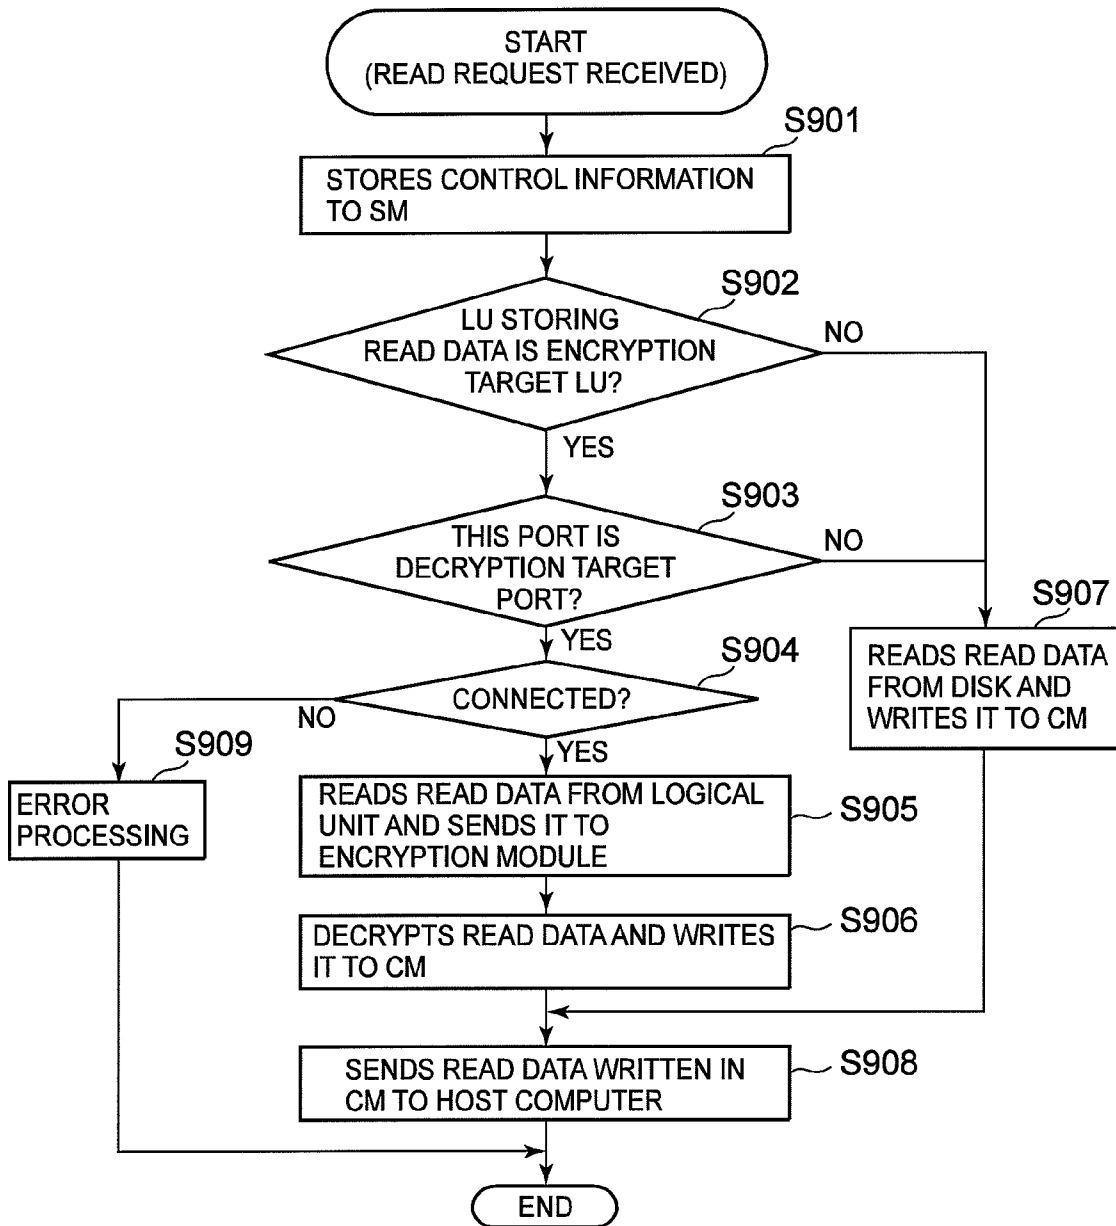 START
(READ REQUEST RECEIVED)
S901
STORES CONTROL INFORMATION
TO SM
S902
LU STORING
READ DATA IS ENCRYPTION
TARGET LU?
NO
YES
S903
THIS PORT IS
DECRYPTION TARGET
PORT?
NO
YES
S907
READS READ DATA
FROM DISK AND
WRITES IT TO CM
S904
CONNECTED?
NO
YES
S909
ERROR
PROCESSING
READS READ DATA FROM LOGICAL
UNIT AND SENDS IT TO
ENCRYPTION MODULE
S905
DECRYPTS READ DATA AND WRITES
IT TO CM
S906
SENDS READ DATA WRITTEN IN
CM TO HOST COMPUTER
S908
END